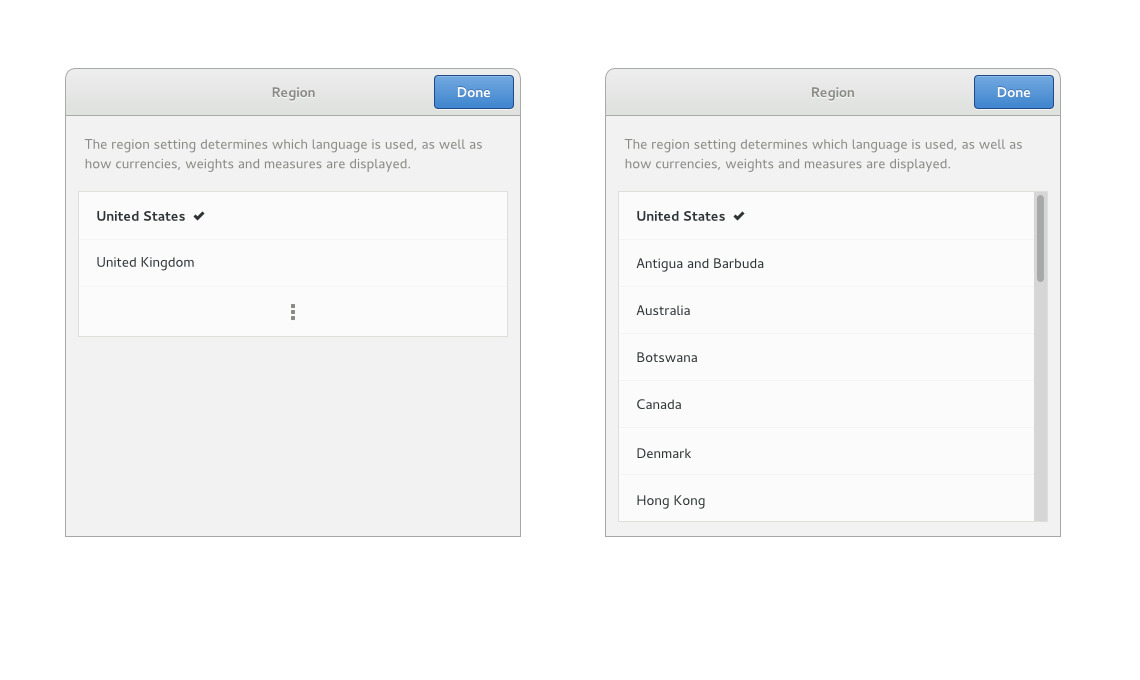 Region
Done
The region setting determines which language is used, as well as
how currencies, weights and measures are displayed.
United States
United Kingdom
Region
Done
The region setting determines which language is used, as well as
how currencies, weights and measures are displayed.
United States
Antigua and Barbuda
Australia
Botswana
Canada
Denmark
Hong Kong